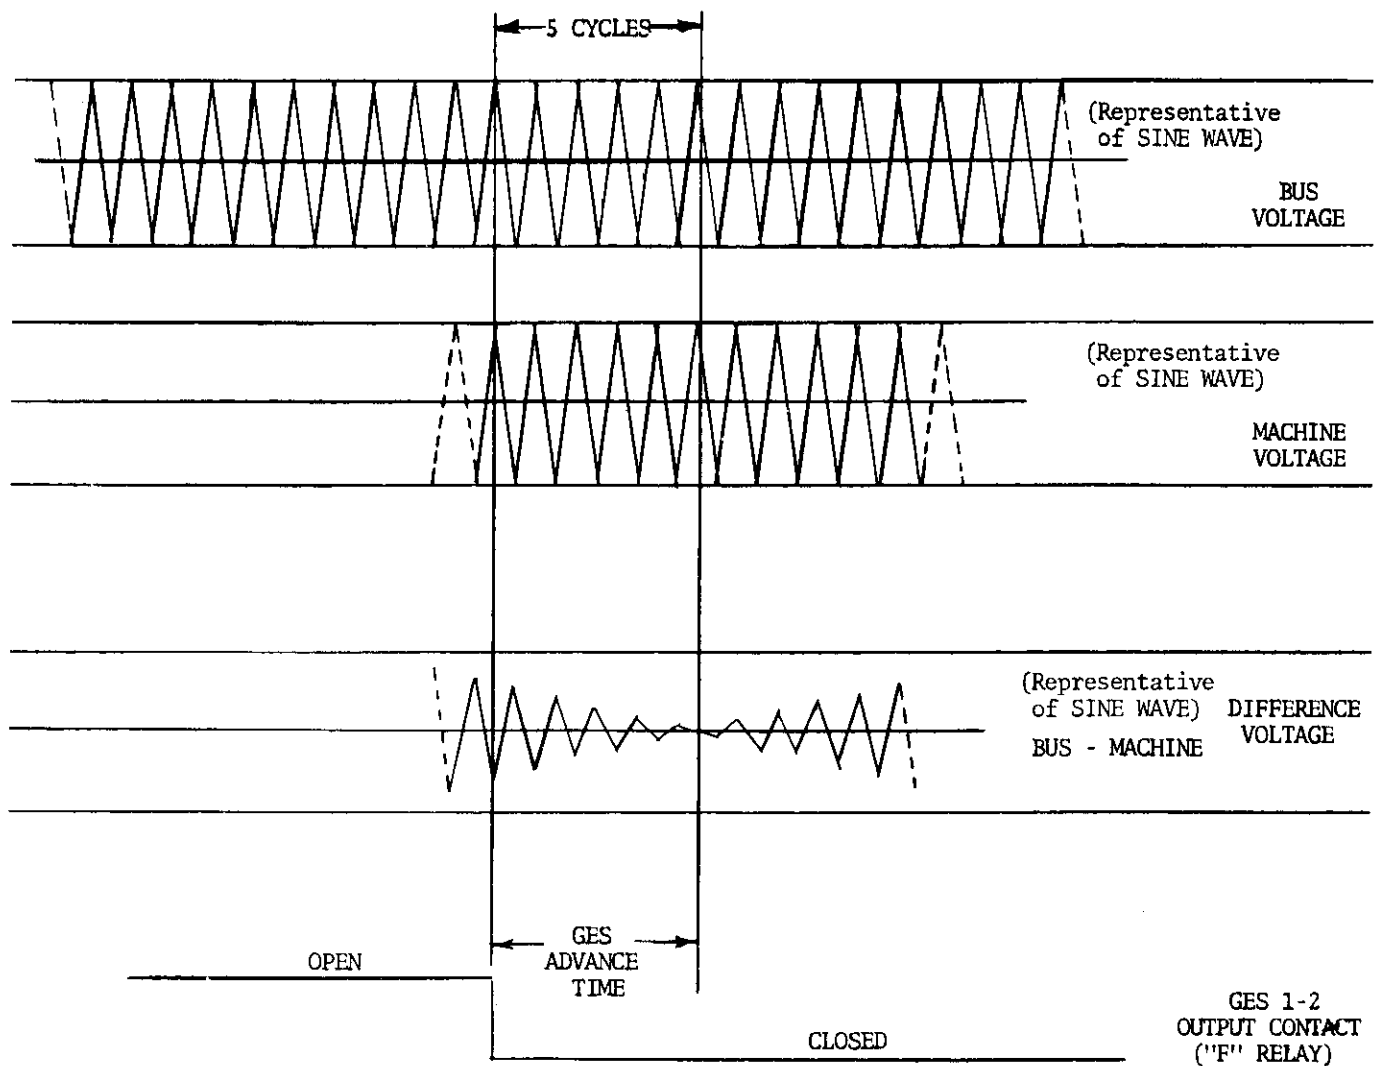 5 CYCLES
(Representative
of SINE WAVE)
BUS
VOLTAGE
(Representative
of SINE WAVE)
MACHINE
VOLTAGE
(Representative
of SINE WAVE)
BUS - MACHINE
DIFFERENCE
VOLTAGE
GES
ADVANCE
TIME
OPEN
CLOSED
GES 1-2
OUTPUT CONTACT
("F" RELAY)